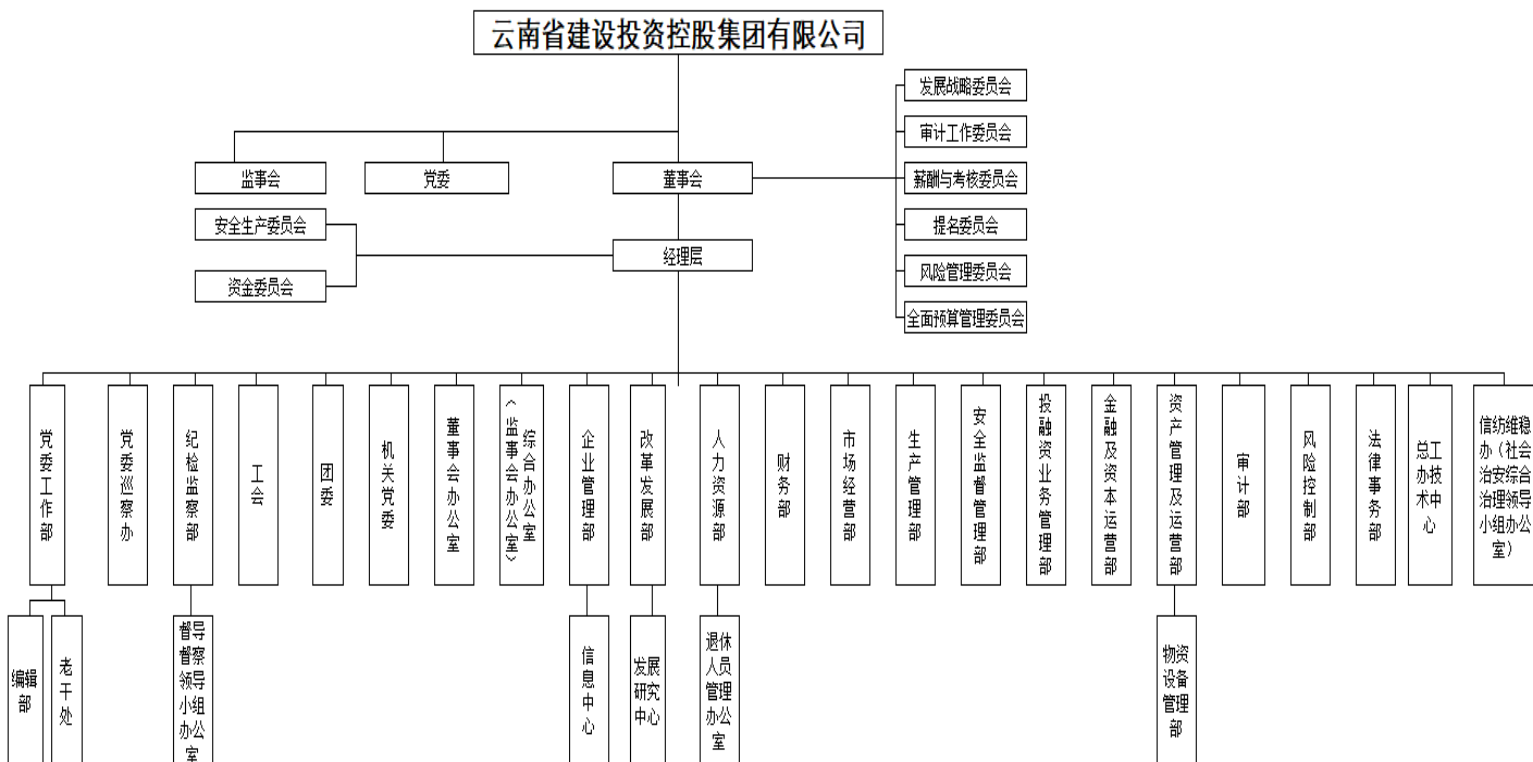 云南省建设投资控股集团有限公司
发展战略委员会
审计工作委员会
监事会
党委
董事会
薪酬与考核委员会
安全生产委员会
提名委员会
经理层
风险管理委员会
资金委员会
全面预算管理委员会
党委工作部
党委巡察办
纪检监察部
工会
团委
机关党委
董事会办公室
综合办公室
（监事会办公室）
企业管理部
改革发展部
人力资源部
财务部
市场经营部
生产管理部
安全监督管理部
投融资业务管理部
金融及资本运营部
资产管理及运营部
审计部
风险控制部
法律事务部
总工
办技
术中
心
信纺维稳
办（社会
治安综合
治理领导
小组办公
室）
编辑
部
老干处
督导
督察
领导
小组
办公
室
信息中心
发展
研究
中心
退休
人员
管理
办公
室
物资
设备
管理
部